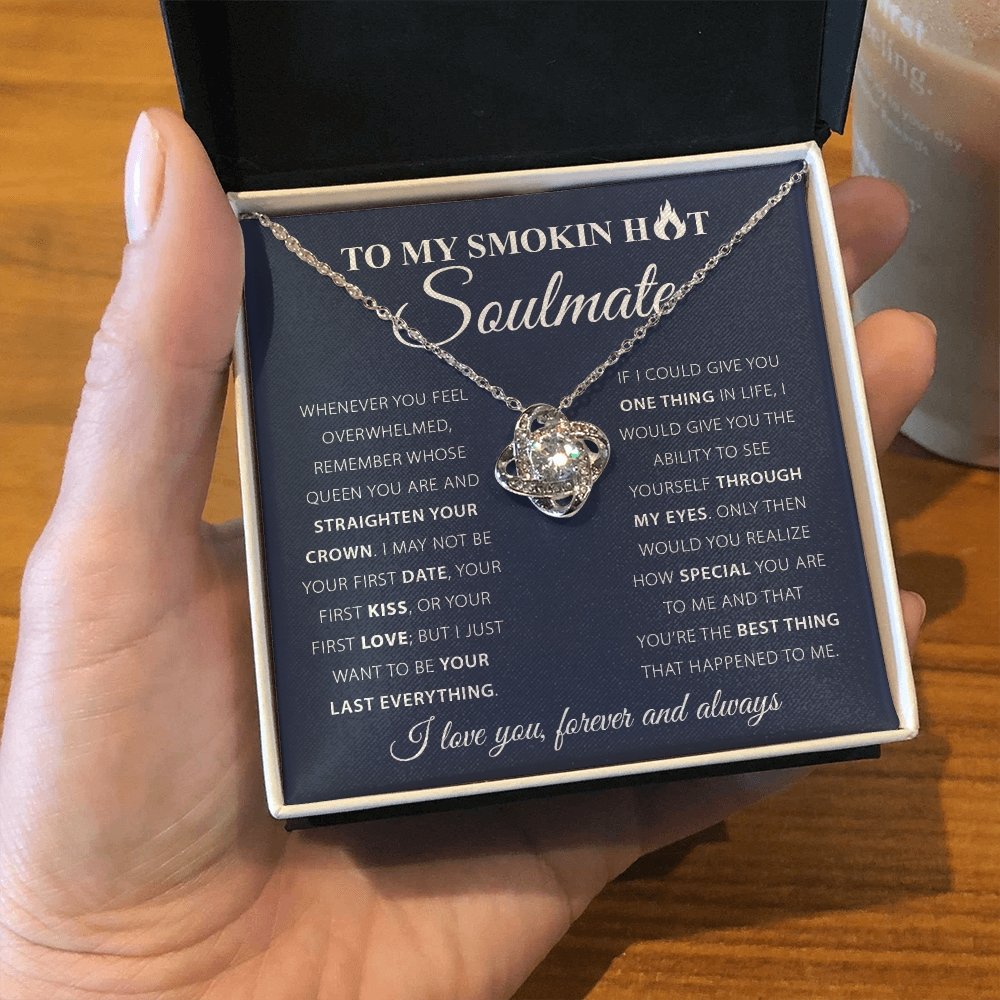 TO MY SMOKIN HOT
Soulmate
WHENEVER YOU FEEL
OVERWHELMED,
REMEMBER WHOSE
QUEEN YOU ARE AND
STRAIGHTEN YOUR
CROWN. I MAY NOT BE
YOUR FIRST DATE, YOUR
FIRST KISS, OR YOUR
FIRST LOVE; BUT I JUST
WANT TO BE YOUR
LAST EVERYTHING.
IF I COULD GIVE YOU
ONE THING IN LIFE, I
WOULD GIVE YOU THE
ABILITY TO SEE
YOURSELF THROUGH
MY EYES. ONLY THEN
WOULD YOU REALIZE
HOW SPECIAL YOU ARE
TO ME AND THAT
YOU'RE THE BEST THING
THAT HAPPENED TO ME.
I love you, forever and always
your day